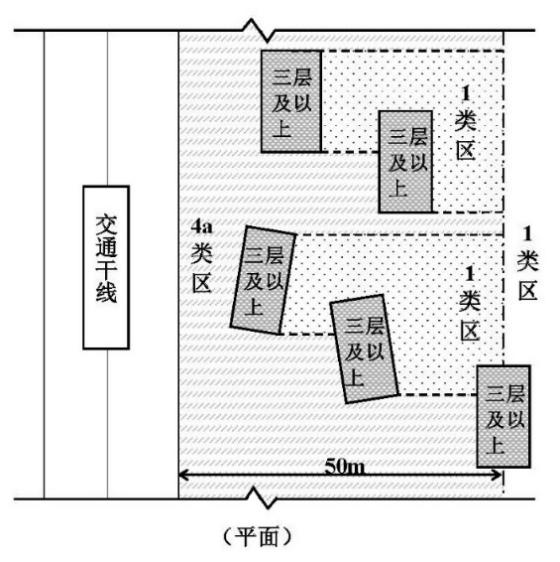 三层
及以
上
1
类
区
三层
及以
上
交
通
干
线
4a
类
区
三层
及以
上
1
类
区
1
类
区
三层
及以
上
三层
及以
上
50m
（平面）